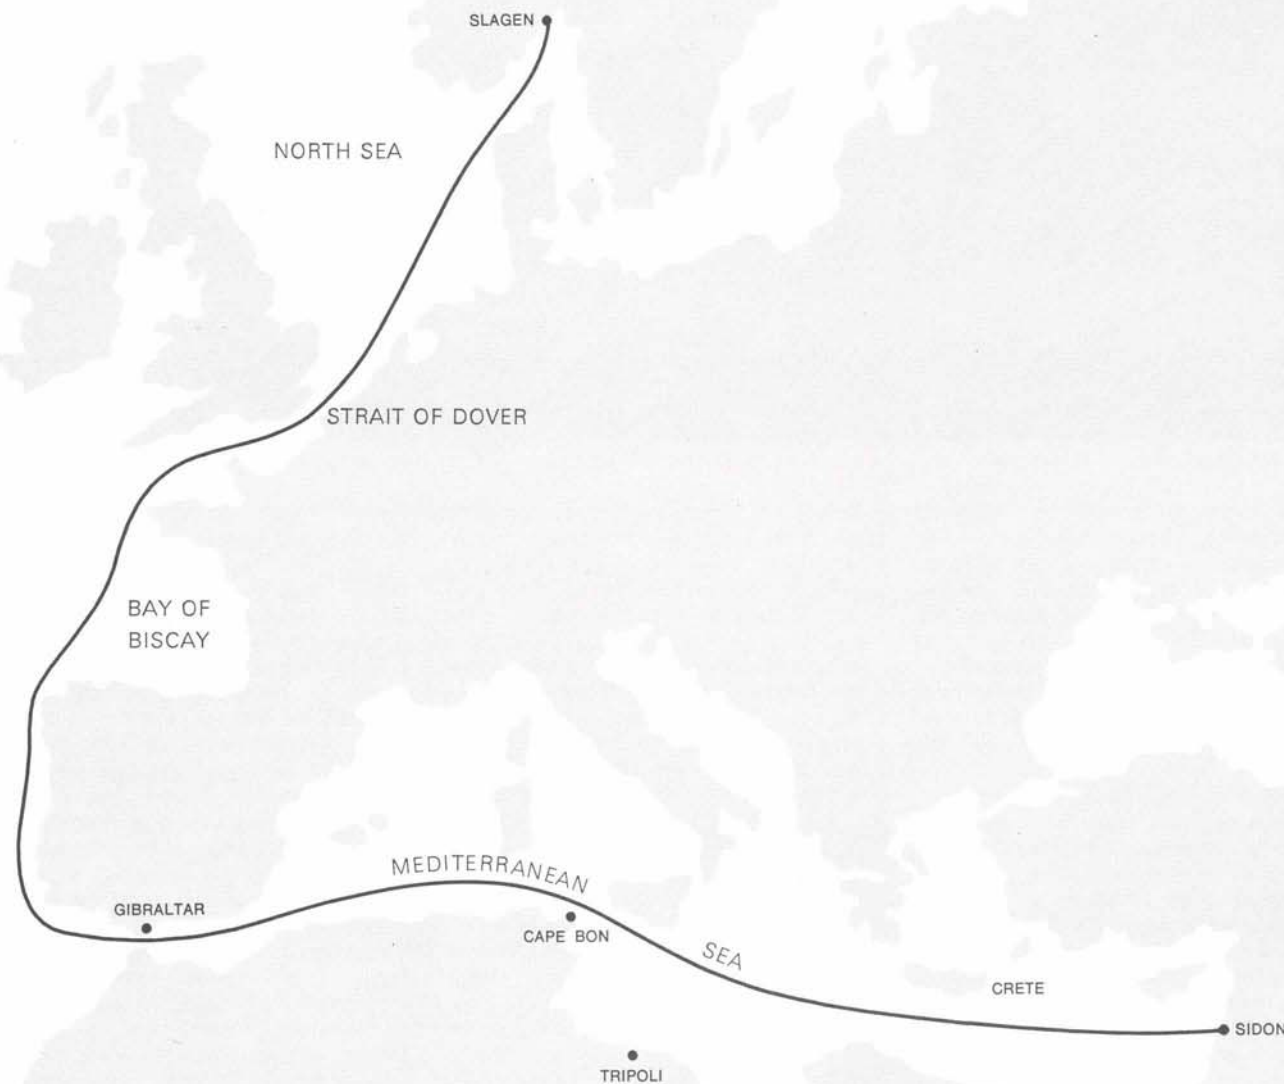 SLAGEN
NORTH SEA
STRAIT OF DOVER
BAY OF
BISCAY
MEDITERRANEAN
GIBRALTAR
CAPE BON
SEA
CRETE
SIDON
TRIPOLI